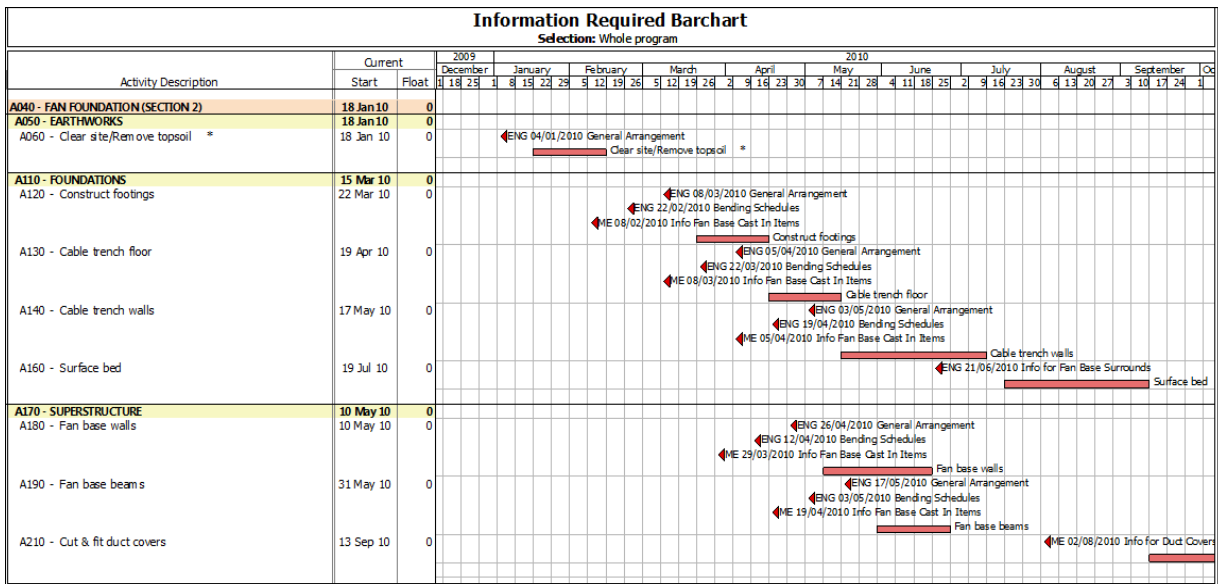 Information Required Barchart
Selection: Whole program
Current 2009 2010
December January February March April May June July August September Oc
Activity Description Start Float 1 18 25 1 8 15 22 29 5 12 19 26 5 12 19 26 2 9 16 23 30 7 14 21 28 4 11 18 25 2 9 16 23 30 6 13 20 27 3 10 17 24 1
A040 - FAN FOUNDATION (SECTION 2) 18 Jan 10 0
A050 - EARTHWORKS 18 Jan 10 0
A060 - Clear site/Remove topsoil * 18 Jan 10 0 ENG 04/01/2010 General Arrangement
Clear site/Remove topsoil *
A110 - FOUNDATIONS 15 Mar 10 0
A120 - Construct footings 22 Mar 10 0 ENG 08/03/2010 General Arrangement
ENG 22/02/2010 Bending Schedules
ME 08/02/2010 Info Fan Base Cast In Items
Construct footings
A130 - Cable trench floor 19 Apr 10 0 ENG 05/04/2010 General Arrangement
ENG 22/03/2010 Bending Schedules
ME 08/03/2010 Info Fan Base Cast In Items
Cable trench floor
A140 - Cable trench walls 17 May 10 0 ENG 03/05/2010 General Arrangement
ENG 19/04/2010 Bending Schedules
ME 05/04/2010 Info Fan Base Cast In Items
Cable trench walls
A160 - Surface bed 19 Jul 10 0 ENG 21/06/2010 Info for Fan Base Surrounds
Surface bed
A170 - SUPERSTRUCTURE 10 May 10 0
A180 - Fan base walls 10 May 10 0 ENG 26/04/2010 General Arrangement
ENG 12/04/2010 Bending Schedules
ME 29/03/2010 Info Fan Base Cast In Items
Fan base walls
A190 - Fan base beams 31 May 10 0 ENG 17/05/2010 General Arrangement
ENG 03/05/2010 Bending Schedules
ME 19/04/2010 Info Fan Base Cast In Items
Fan base beams
A210 - Cut & fit duct covers 13 Sep 10 0 ME 02/08/2010 Info for Duct Covers